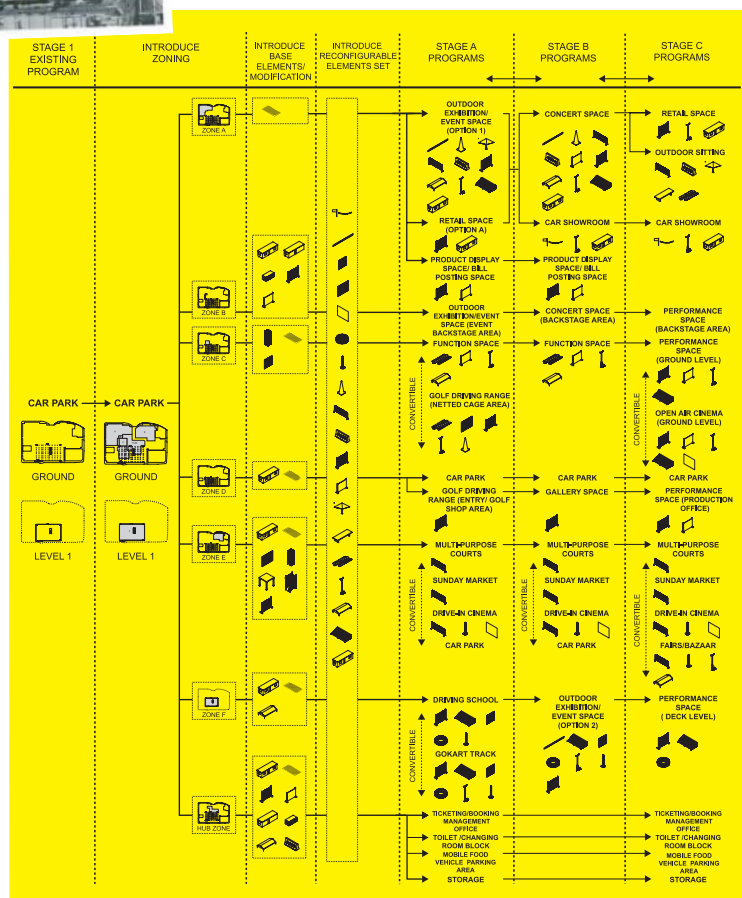 STAGE 1
EXISTING
PROGRAM
INTRODUCE
ZONING
INTRODUCE
BASE
ELEMENTS/
MODIFICATION
INTRODUCE
RECONFIGURABLE
ELEMENTS SET
STAGE A
PROGRAMS
STAGE B
PROGRAMS
STAGE C
PROGRAMS
CAR PARK
GROUND
LEVEL 1
CAR PARK
GROUND
LEVEL 1
ZONE A
ZONE B
ZONE C
ZONE D
ZONE E
ZONE F
HUB ZONE
OUTDOOR
EXHIBITION/
EVENT SPACE
(OPTION 1)
RETAIL SPACE
(OPTION A)
PRODUCT DISPLAY
SPACE/ BILL
POSTING SPACE
OUTDOOR
EXHIBITION/EVENT
SPACE (EVENT
BACKSTAGE AREA)
FUNCTION SPACE
CONVERTIBLE
GOLF DRIVING RANGE
(NETTED CAGE AREA)
CAR PARK
GOLF DRIVING
RANGE (ENTRY/ GOLF
SHOP AREA)
MULTI-PURPOSE
COURTS
CONVERTIBLE
SUNDAY MARKET
DRIVE-IN CINEMA
CAR PARK
DRIVING SCHOOL
CONVERTIBLE
GOKART TRACK
TICKETING/BOOKING
MANAGEMENT
OFFICE
TOILET /CHANGING
ROOM BLOCK
MOBILE FOOD
VEHICLE PARKING
AREA
STORAGE
CONCERT SPACE
CAR SHOWROOM
PRODUCT DISPLAY
SPACE/ BILL
POSTING SPACE
CONCERT SPACE
(BACKSTAGE AREA)
FUNCTION SPACE
CAR PARK
GALLERY SPACE
MULTI-PURPOSE
COURTS
CONVERTIBLE
SUNDAY MARKET
DRIVE-IN CINEMA
CAR PARK
OUTDOOR
EXHIBITION/
EVENT SPACE
(OPTION 2)
RETAIL SPACE
OUTDOOR SITTING
CAR SHOWROOM
PERFORMANCE
SPACE
(BACKSTAGE AREA)
PERFORMANCE
SPACE
(GROUND LEVEL)
CONVERTIBLE
OPEN AIR CINEMA
(GROUND LEVEL)
CAR PARK
PERFORMANCE
SPACE (PRODUCTION
OFFICE)
MULTI-PURPOSE
COURTS
CONVERTIBLE
SUNDAY MARKET
DRIVE-IN CINEMA
FAIRS/BAZAAR
PERFORMANCE
SPACE
( DECK LEVEL)
TICKETING/BOOKING
MANAGEMENT
OFFICE
TOILET /CHANGING
ROOM BLOCK
MOBILE FOOD
VEHICLE PARKING
AREA
STORAGE